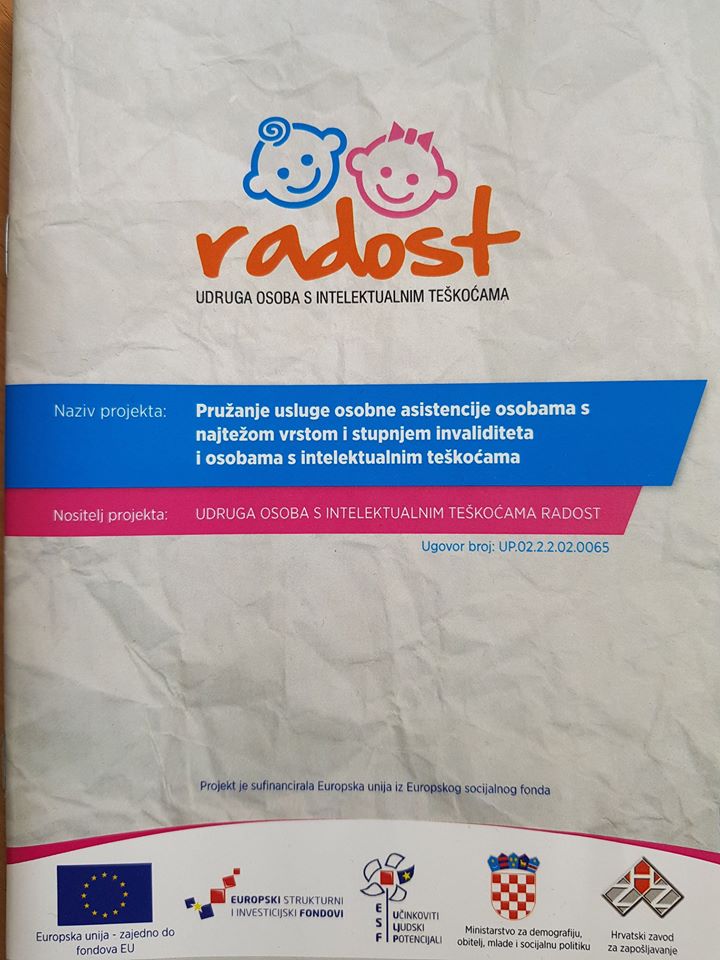 radost
UDRUGA OSOBA S INTELEKTUALNIM TEŠKOĆAMA
Naziv projekta: Pružanje usluge osobne asistencije osobama s
najtežom vrstom i stupnjem invaliditeta
i osobama s intelektualnim teškoćama
Nositelj projekta: UDRUGA OSOBA S INTELEKTUALNIM TEŠKOĆAMA RADOST
Ugovor broj: UP.02.2.2.02.0065
Projekt je sufinancirala Europska unija iz Europskog socijalnog fonda
Europska unija - zajedno do
fondova EU
EUROPSKI STRUKTURNI
I INVESTICIJSKI FONDOVI
ESF
UČINKOVITI
LJUDSKI
POTENCIJALI
Ministarstvo za demografiju,
obitelj, mlade i socijalnu politiku
HZZ
Hrvatski zavod
za zapošljavanje